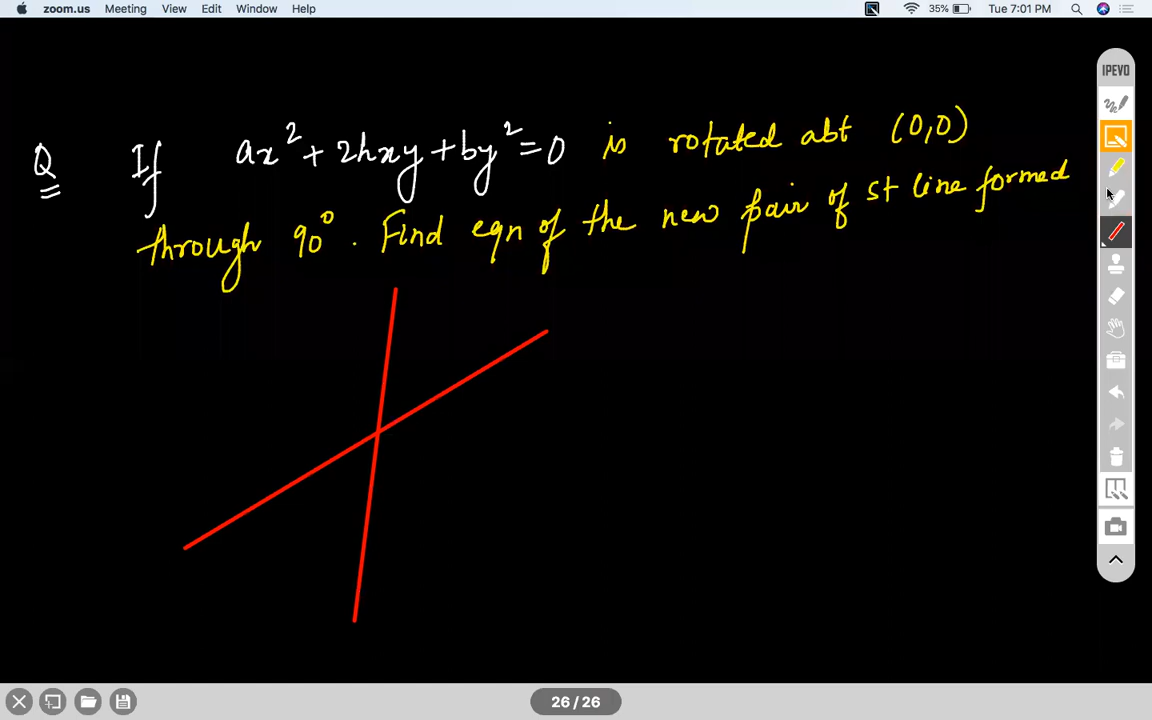 zoom.us Meeting View Edit Window Help 35% Tue 7:01 PM
IPEVO
Q If ax²+2hxy+by²=0 is rotated abt (0,0)
through 90°. Find eqn of the new pair of st line formed
26 / 26